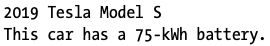 2019 Tesla Model S
This car has a 75-kWh battery.